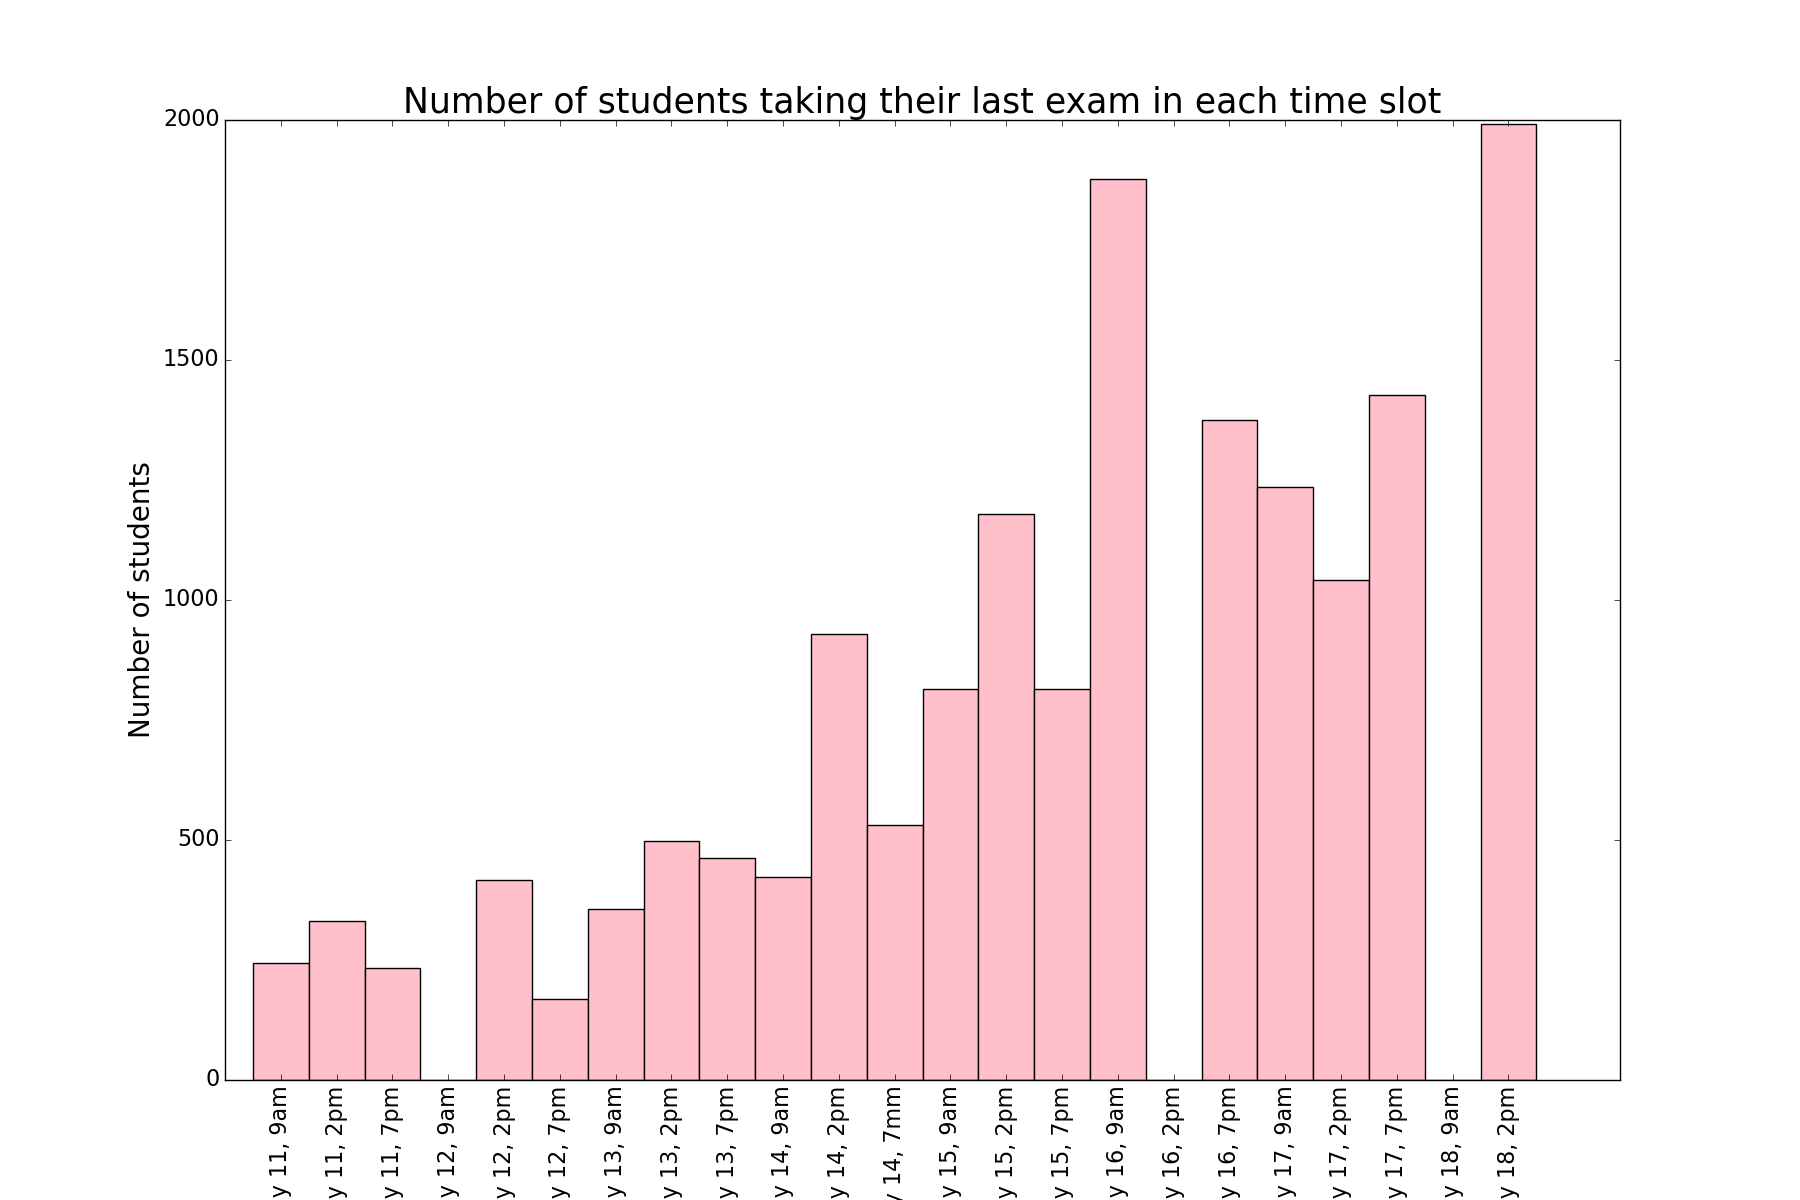 Number of students taking their last exam in each time slot
Number of students
2000
1500
1000
500
0
y 11, 9am
y 11, 2pm
y 11, 7pm
y 12, 9am
y 12, 2pm
y 12, 7pm
y 13, 9am
y 13, 2pm
y 13, 7pm
y 14, 9am
y 14, 2pm
y 14, 7mm
y 15, 9am
y 15, 2pm
y 15, 7pm
y 16, 9am
y 16, 2pm
y 16, 7pm
y 17, 9am
y 17, 2pm
y 17, 7pm
y 18, 9am
y 18, 2pm